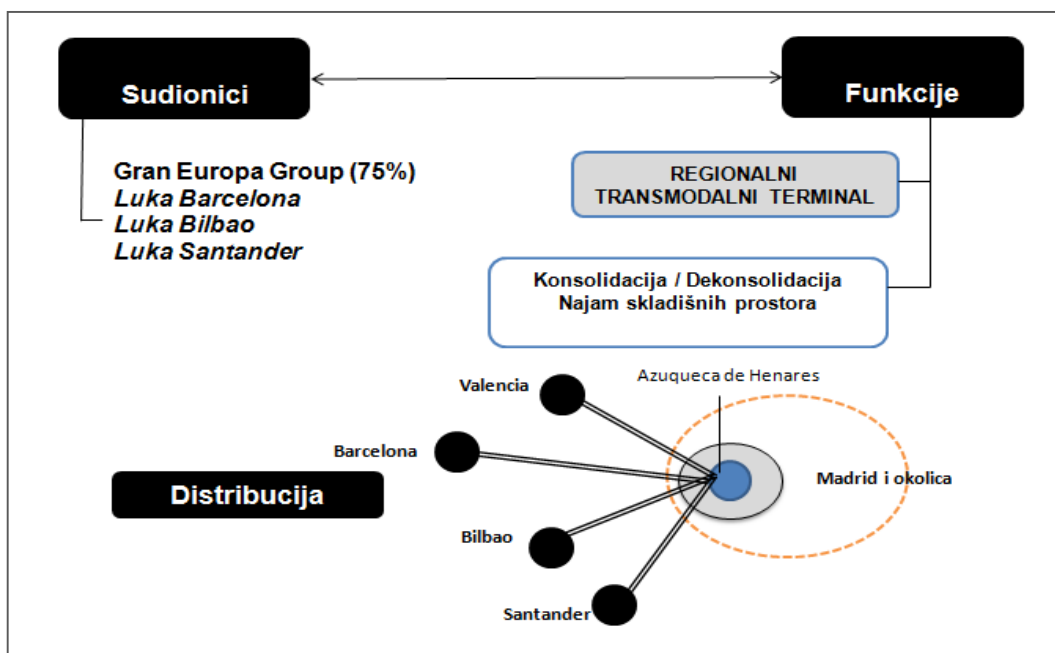 Sudionici
Funkcije
Gran Europa Group (75%)
Luka Barcelona
Luka Bilbao
Luka Santander
REGIONALNI
TRANSMODALNI TERMINAL
Konsolidacija / Dekonsolidacija
Najam skladišnih prostora
Azuqueca de Henares
Valencia
Barcelona
Madrid i okolica
Distribucija
Bilbao
Santander